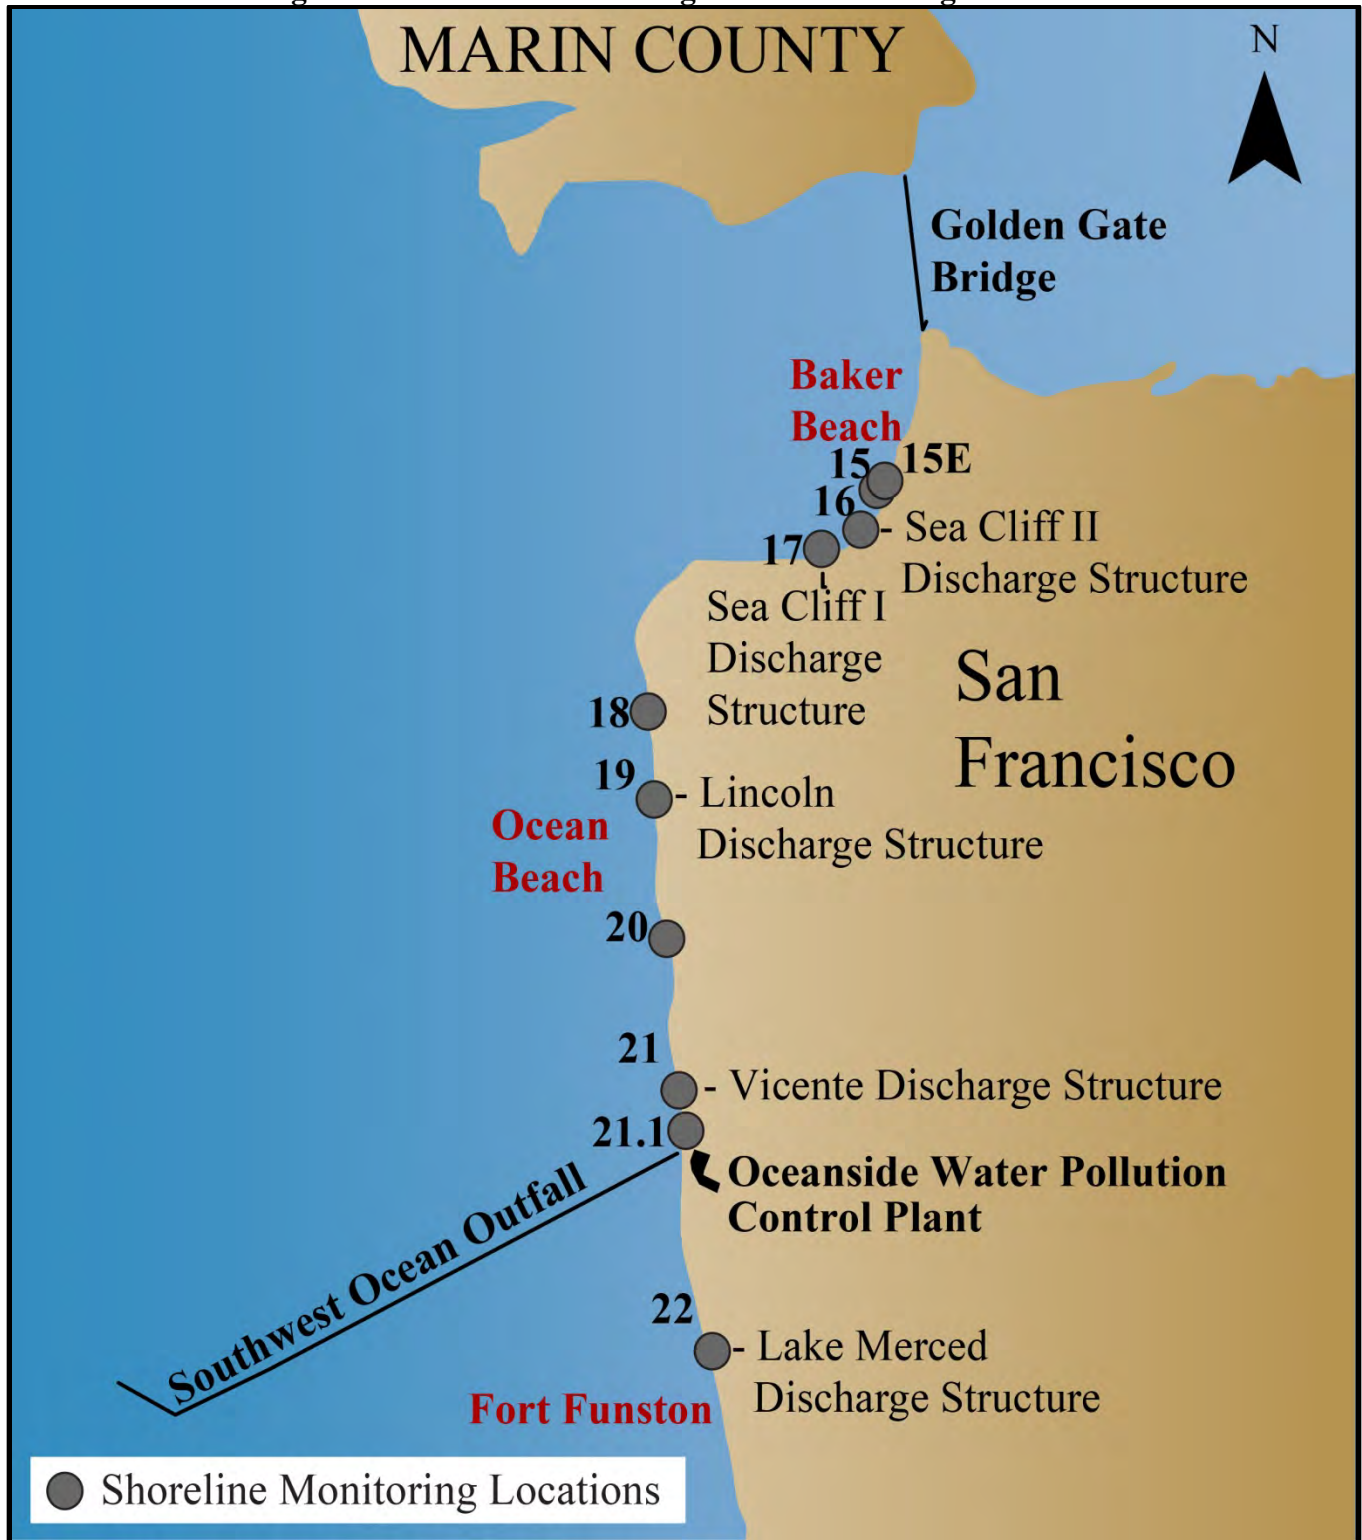 MARIN COUNTY
N
Golden Gate
Bridge
Baker
Beach
15
15E
16
- Sea Cliff II
Discharge Structure
17
Sea Cliff I
Discharge
Structure
San
Francisco
18
19
- Lincoln
Discharge Structure
Ocean
Beach
20
21
- Vicente Discharge Structure
21.1
Oceanside Water Pollution
Control Plant
Southwest Ocean Outfall
22
- Lake Merced
Discharge Structure
Fort Funston
Shoreline Monitoring Locations